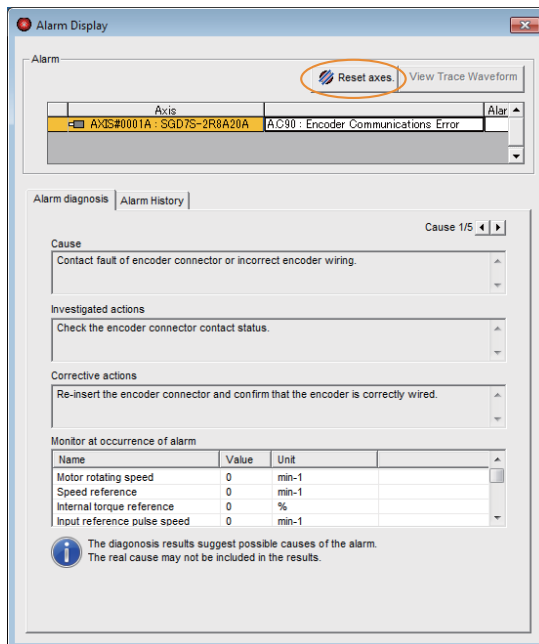 Alarm Display
Alarm
Reset axes.
View Trace Waveform
Axis Alar
AXIS#0001A : SGD7S-2R8A20A A.C90 : Encoder Communications Error
Alarm diagnosis Alarm History
Cause 1/5
Cause
Contact fault of encoder connector or incorrect encoder wiring.
Investigated actions
Check the encoder connector contact status.
Corrective actions
Re-insert the encoder connector and confirm that the encoder is correctly wired.
Monitor at occurrence of alarm
Name Value Unit
Motor rotating speed 0 min-1
Speed reference 0 min-1
Internal torque reference 0 %
Input reference pulse speed 0 min-1
The diagonosis results suggest possible causes of the alarm.
The real cause may not be included in the results.